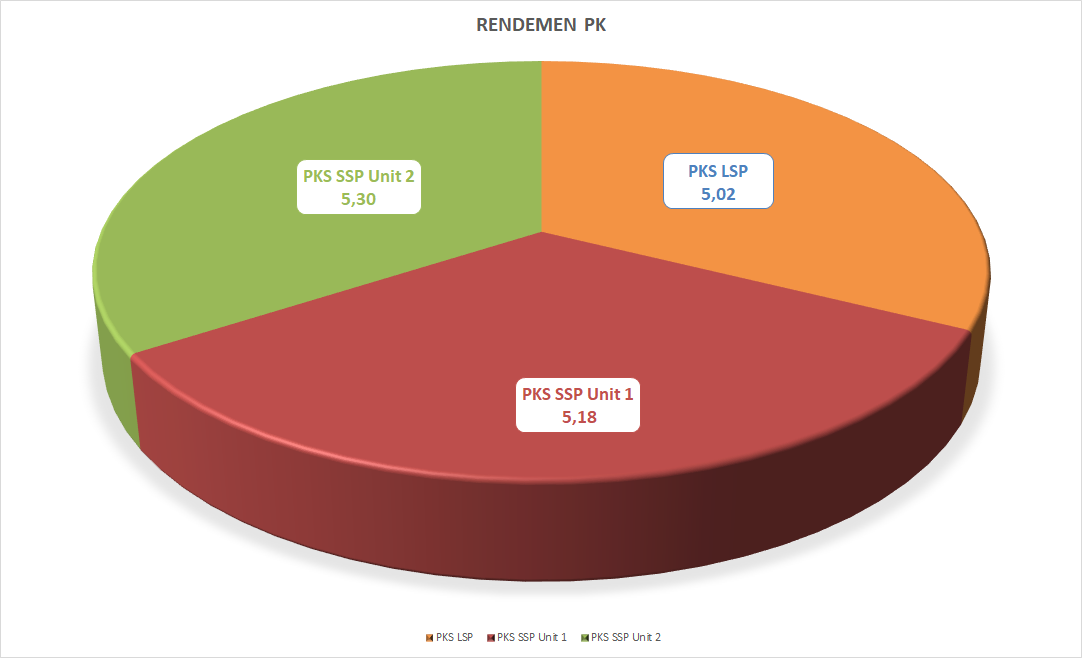 RENDEMEN PK
PKS SSP Unit 2
5,30
PKS LSP
5,02
PKS SSP Unit 1
5,18
PKS LSP PKS SSP Unit 1 PKS SSP Unit 2